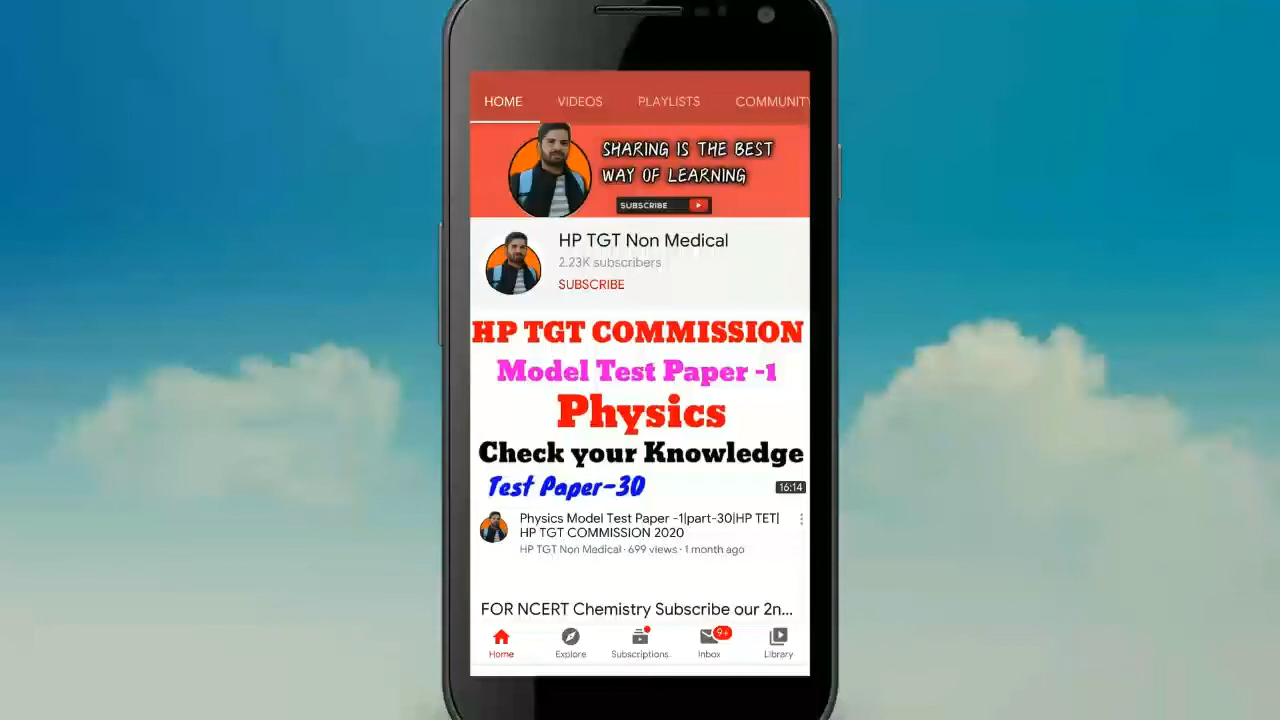 HOME VIDEOS PLAYLISTS COMMUNITY
SHARING IS THE BEST
WAY OF LEARNING
SUBSCRIBE
HP TGT Non Medical
2.23K subscribers
SUBSCRIBE
HP TGT COMMISSION
Model Test Paper -1
Physics
Check your Knowledge
Test Paper-30
16:14
Physics Model Test Paper -1|part-30|HP TET|
HP TGT COMMISSION 2020
HP TGT Non Medical · 699 views · 1 month ago
FOR NCERT Chemistry Subscribe our 2n...
9+
Home Explore Subscriptions Inbox Library